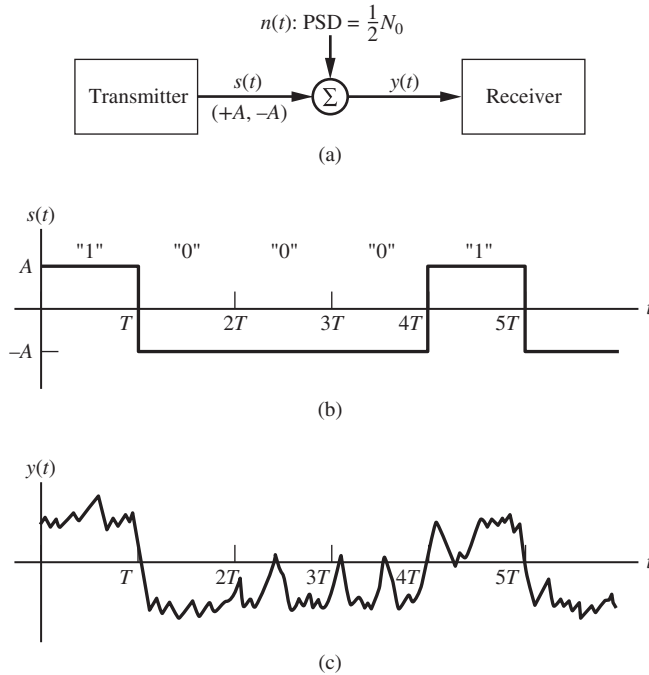 n(t): PSD = 1/2 N₀
Transmitter s(t) (+A, –A) Σ y(t) Receiver
(a)
s(t)
"1" "0" "0" "0" "1"
A
T 2T 3T 4T 5T t
–A
(b)
y(t)
T 2T 3T 4T 5T t
(c)